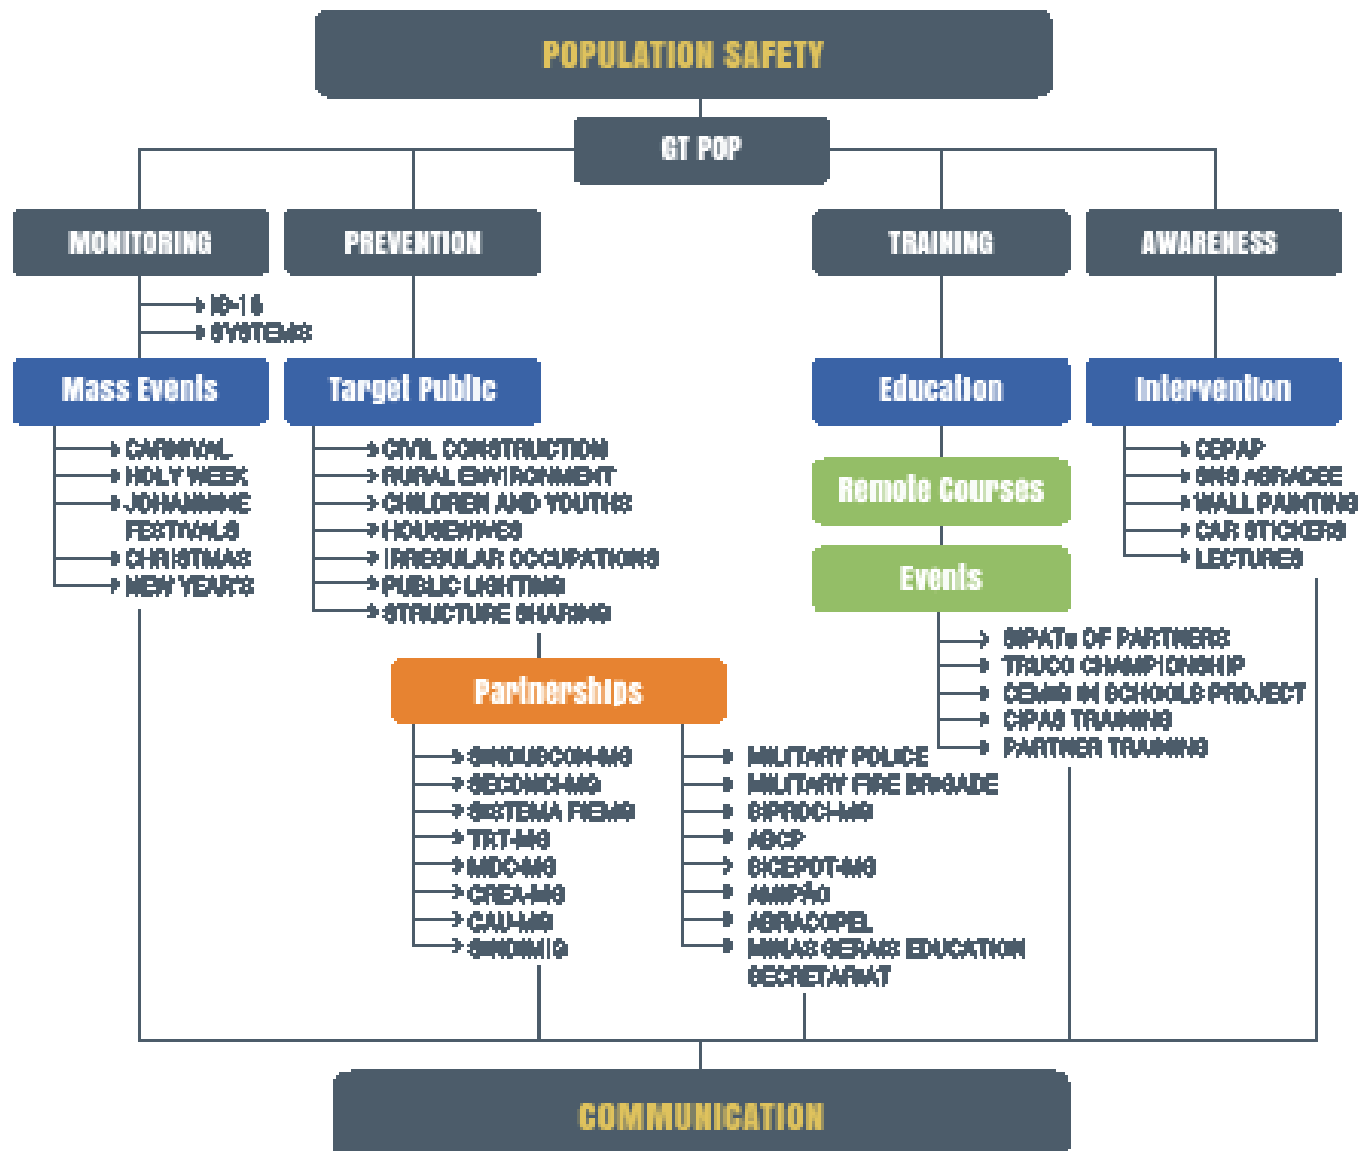 POPULATION SAFETY
GT POP
MONITORING
PREVENTION
TRAINING
AWARENESS
SYSTEMS
Mass Events
Target Public
Education
Intervention
CARNIVAL
HOLY WEEK
JOHANNINE
FESTIVALS
CHRISTMAS
NEW YEAR'S
CIVIL CONSTRUCTION
RURAL ENVIRONMENT
CHILDREN AND YOUTHS
HOUSEWIVES
IRREGULAR OCCUPATIONS
PUBLIC LIGHTING
STRUCTURE SHARING
Remote Courses
Events
CEPAP
SMS ABRADEE
WALL PAINTING
CAR STICKERS
LECTURES
SIPATs OF PARTNERS
TRUCO CHAMPIONSHIP
CEMIG IN SCHOOLS PROJECT
CIPAS TRAINING
PARTNER TRAINING
Partnerships
SINDUSCON-MG
SECONCI-MG
SISTEMA FIEMG
TRT-MG
MDC-MG
CREA-MG
CAU-MG
SINDIMIG
MILITARY POLICE
MILITARY FIRE BRIGADE
SIPROCI-MG
ABCP
SICEPOT-MG
AMIPÃO
ABRACOPEL
MINAS GERAIS EDUCATION
SECRETARIAT
COMMUNICATION